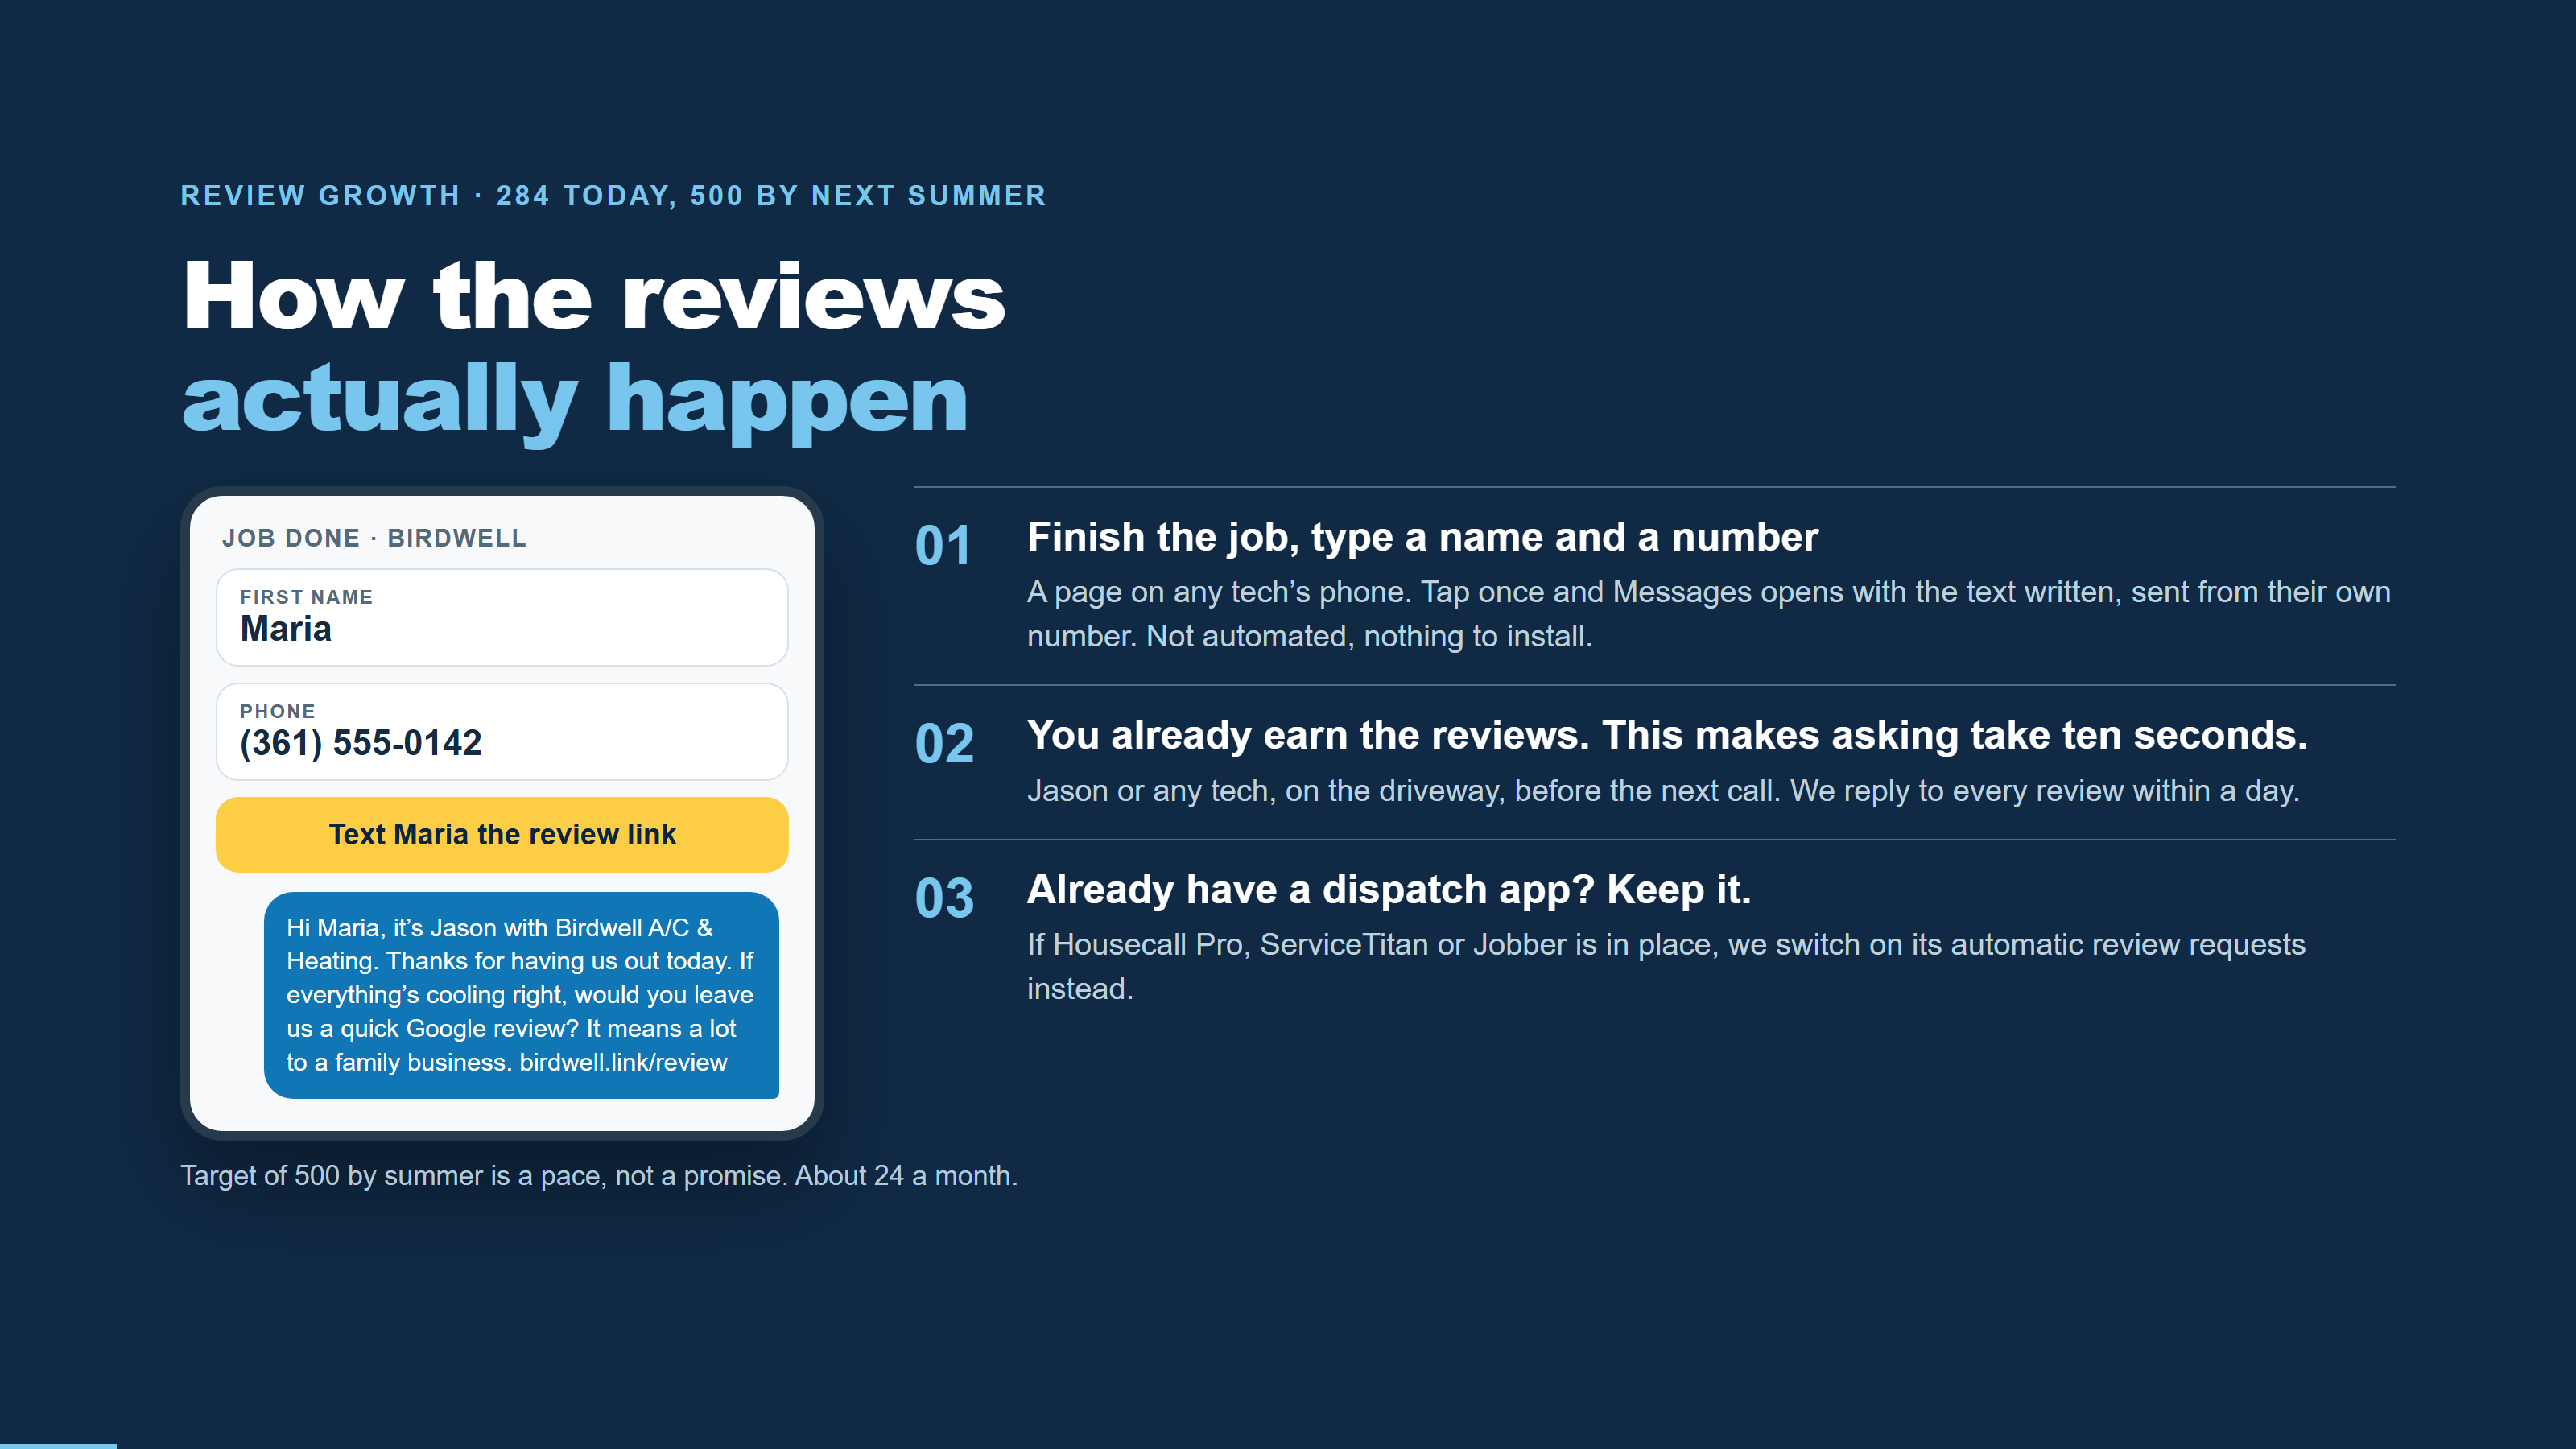 REVIEW GROWTH · 284 TODAY, 500 BY NEXT SUMMER
How the reviews
actually happen
JOB DONE · BIRDWELL
FIRST NAME
Maria
PHONE
(361) 555-0142
Text Maria the review link
Hi Maria, it’s Jason with Birdwell A/C &
Heating. Thanks for having us out today. If
everything’s cooling right, would you leave
us a quick Google review? It means a lot
to a family business. birdwell.link/review
01
Finish the job, type a name and a number
A page on any tech’s phone. Tap once and Messages opens with the text written, sent from their own
number. Not automated, nothing to install.
02
You already earn the reviews. This makes asking take ten seconds.
Jason or any tech, on the driveway, before the next call. We reply to every review within a day.
03
Already have a dispatch app? Keep it.
If Housecall Pro, ServiceTitan or Jobber is in place, we switch on its automatic review requests
instead.
Target of 500 by summer is a pace, not a promise. About 24 a month.